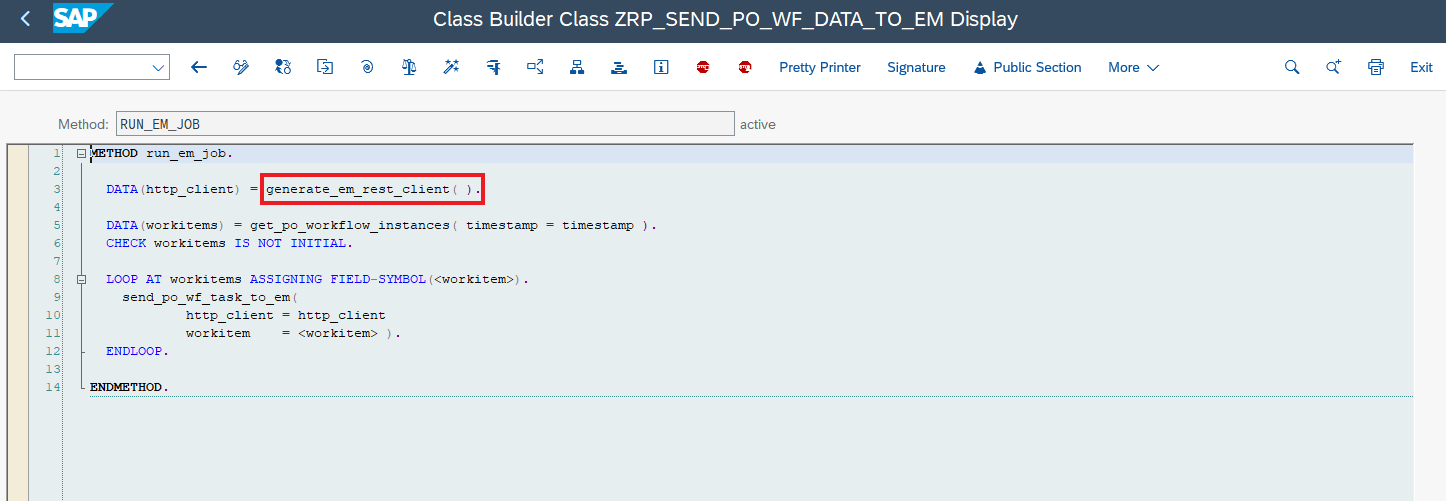 SAP Class Builder Class ZRP_SEND_PO_WF_DATA_TO_EM Display
Pretty Printer Signature Public Section More Exit
Method: RUN_EM_JOB active
1 METHOD run_em_job.
2
3 DATA(http_client) = generate_em_rest_client( ).
4
5 DATA(workitems) = get_po_workflow_instances( timestamp = timestamp ).
6 CHECK workitems IS NOT INITIAL.
7
8 LOOP AT workitems ASSIGNING FIELD-SYMBOL(<workitem>).
9 send_po_wf_task_to_em(
10 http_client = http_client
11 workitem = <workitem> ).
12 ENDLOOP.
13
14 ENDMETHOD.